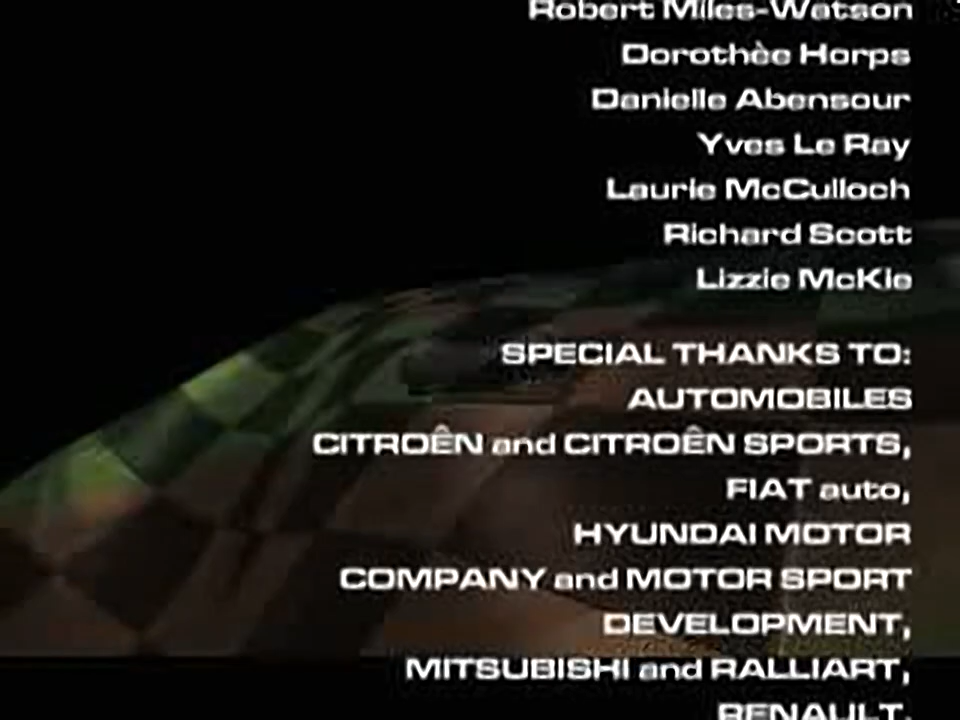 Robert Miles-Watson
Dorothèe Horps
Danielle Abensour
Yves Le Ray
Laurie McCulloch
Richard Scott
Lizzie McKie
SPECIAL THANKS TO:
AUTOMOBILES
CITROÊN and CITROÊN SPORTS,
FIAT auto,
HYUNDAI MOTOR
COMPANY and MOTOR SPORT
DEVELOPMENT,
MITSUBISHI and RALLIART,
RENAULT,